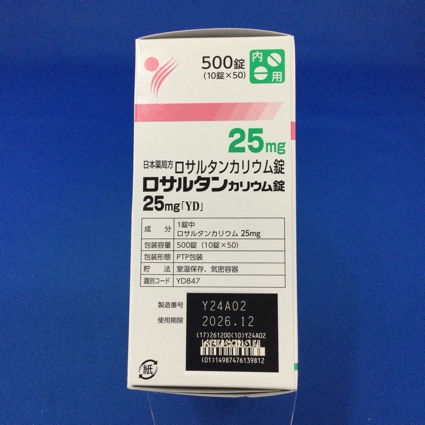 500錠
(10錠×50)
内
用
25mg
日本薬局方 ロサルタンカリウム錠
ロサルタンカリウム錠
25mg「YD」
成 分 1錠中
ロサルタンカリウム 25mg
包装容量 500錠(10錠×50)
包装形態 PTP包装
貯 法 室温保存、気密容器
識別コード YD847
製造番号 Y24A02
使用期限 2026.12
(17)261200(10)Y24A02
(01)14987476139812
紙